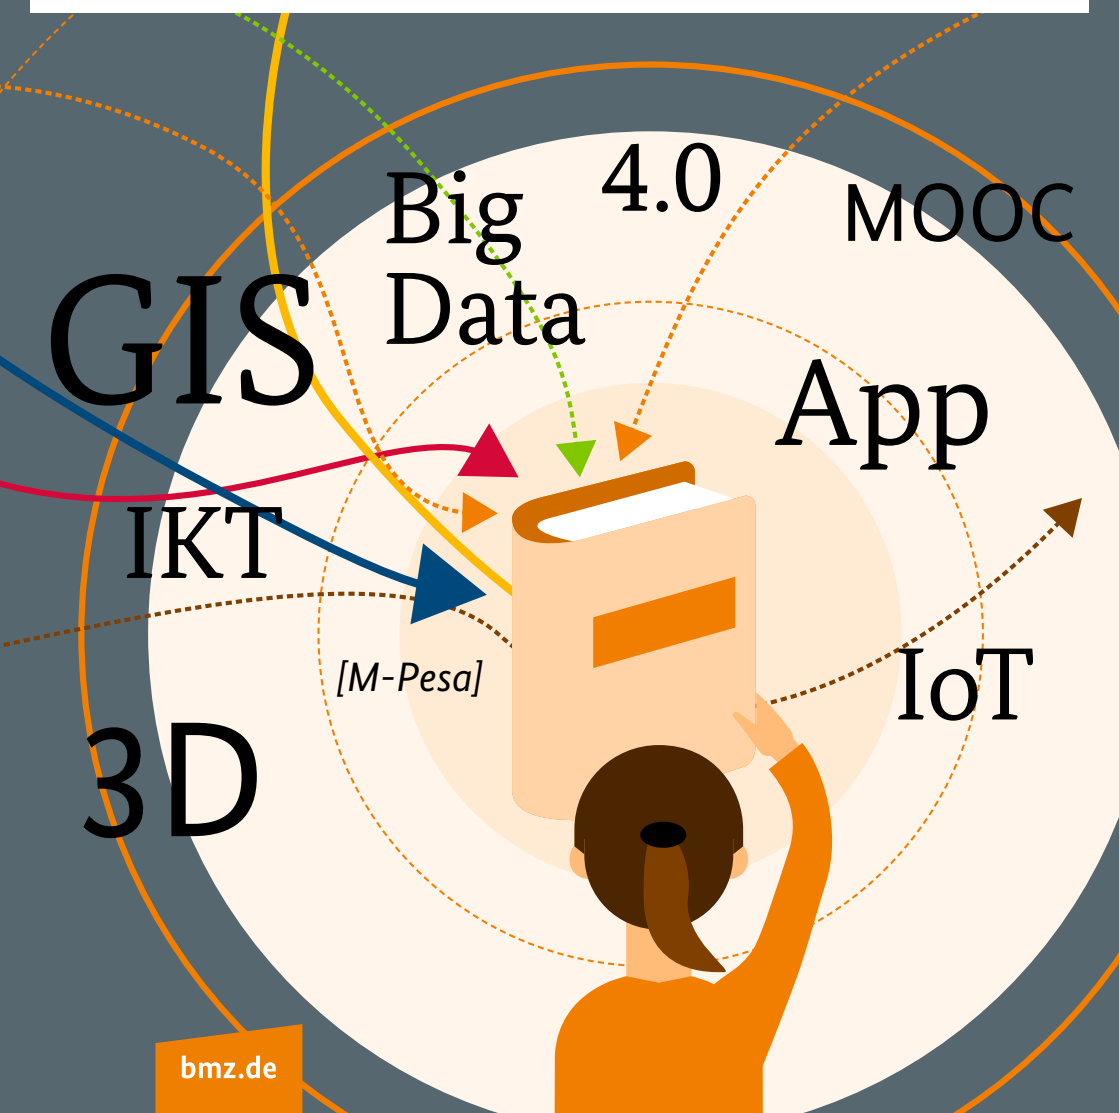 4.0
Big
Data
MOOC
GIS
App
IKT
[M-Pesa]
IoT
3D
bmz.de